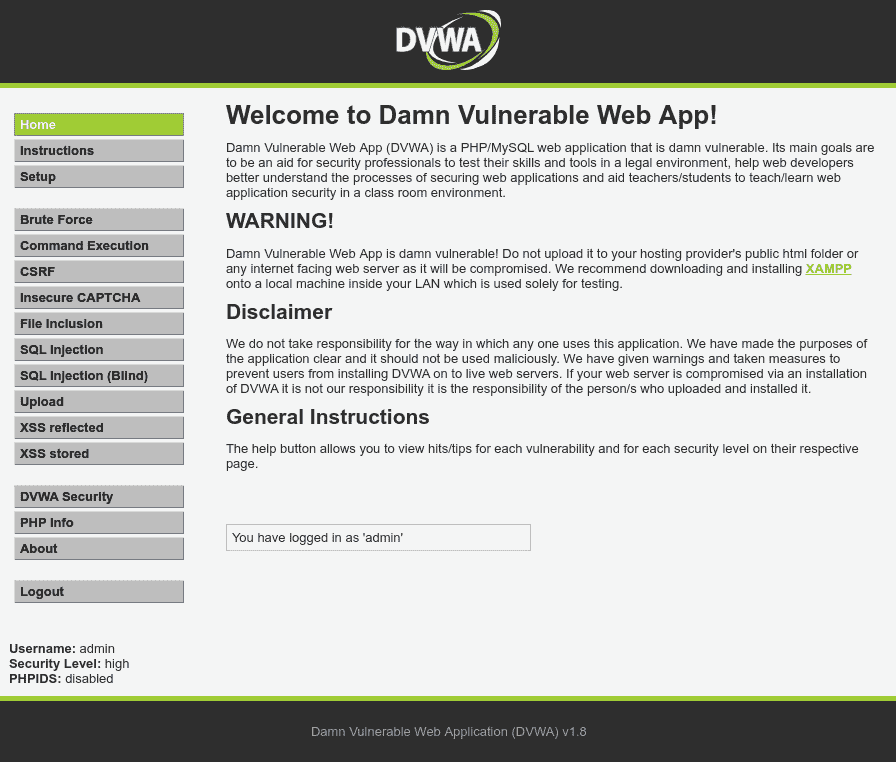 DVWA
Home
Instructions
Setup
Brute Force
Command Execution
CSRF
Insecure CAPTCHA
File Inclusion
SQL Injection
SQL Injection (Blind)
Upload
XSS reflected
XSS stored
DVWA Security
PHP Info
About
Logout
Username: admin
Security Level: high
PHPIDS: disabled
Welcome to Damn Vulnerable Web App!
Damn Vulnerable Web App (DVWA) is a PHP/MySQL web application that is damn vulnerable. Its main goals are
to be an aid for security professionals to test their skills and tools in a legal environment, help web developers
better understand the processes of securing web applications and aid teachers/students to teach/learn web
application security in a class room environment.
WARNING!
Damn Vulnerable Web App is damn vulnerable! Do not upload it to your hosting provider's public html folder or
any internet facing web server as it will be compromised. We recommend downloading and installing XAMPP
onto a local machine inside your LAN which is used solely for testing.
Disclaimer
We do not take responsibility for the way in which any one uses this application. We have made the purposes of
the application clear and it should not be used maliciously. We have given warnings and taken measures to
prevent users from installing DVWA on to live web servers. If your web server is compromised via an installation
of DVWA it is not our responsibility it is the responsibility of the person/s who uploaded and installed it.
General Instructions
The help button allows you to view hits/tips for each vulnerability and for each security level on their respective
page.
You have logged in as 'admin'
Damn Vulnerable Web Application (DVWA) v1.8